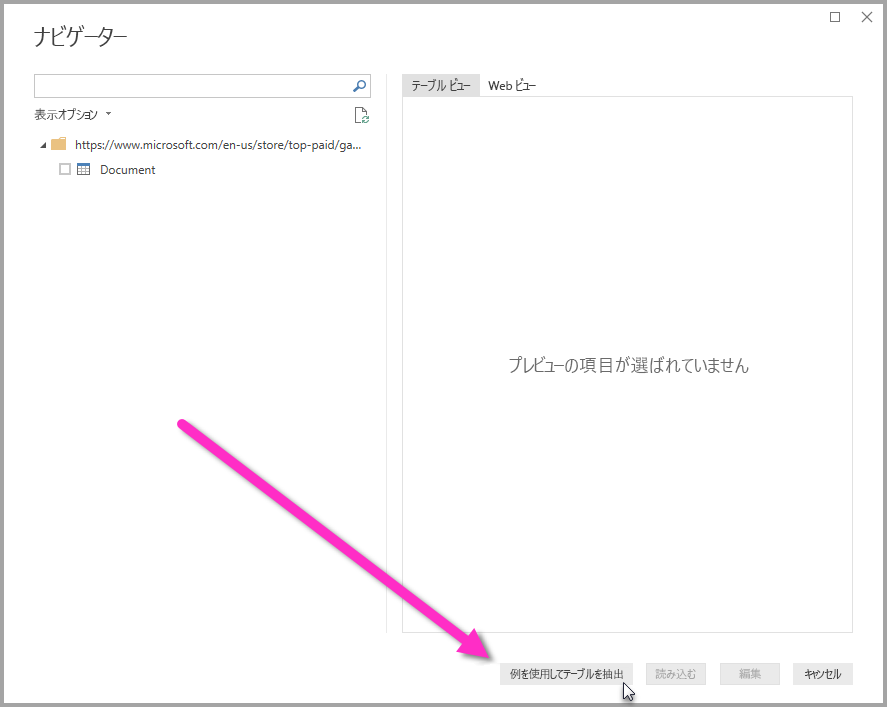 ナビゲーター
表示オプション
https://www.microsoft.com/en-us/store/top-paid/ga...
Document
テーブル ビュー Web ビュー
プレビューの項目が選ばれていません
例を使用してテーブルを抽出 読み込む 編集 キャンセル